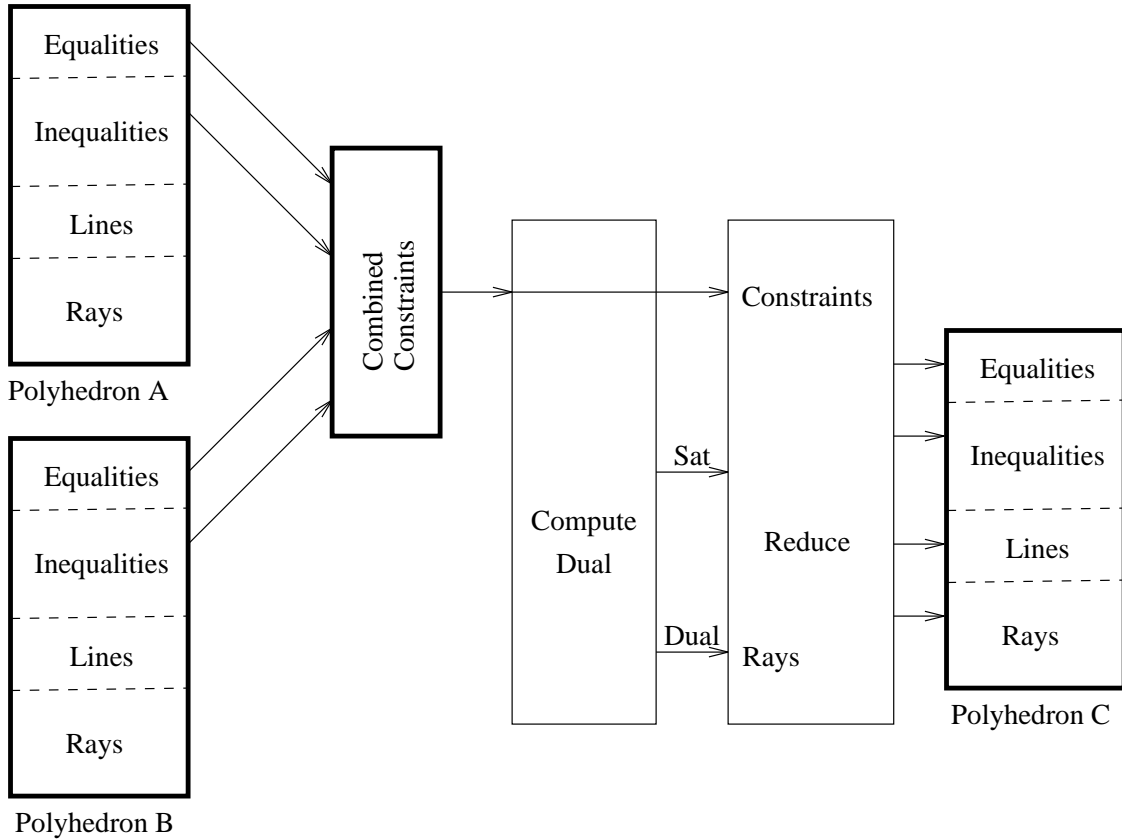 Equalities
Inequalities
Lines
Rays
Polyhedron A
Equalities
Inequalities
Lines
Rays
Polyhedron B
Combined
Constraints
Compute
Dual
Sat
Dual
Constraints
Reduce
Rays
Equalities
Inequalities
Lines
Rays
Polyhedron C